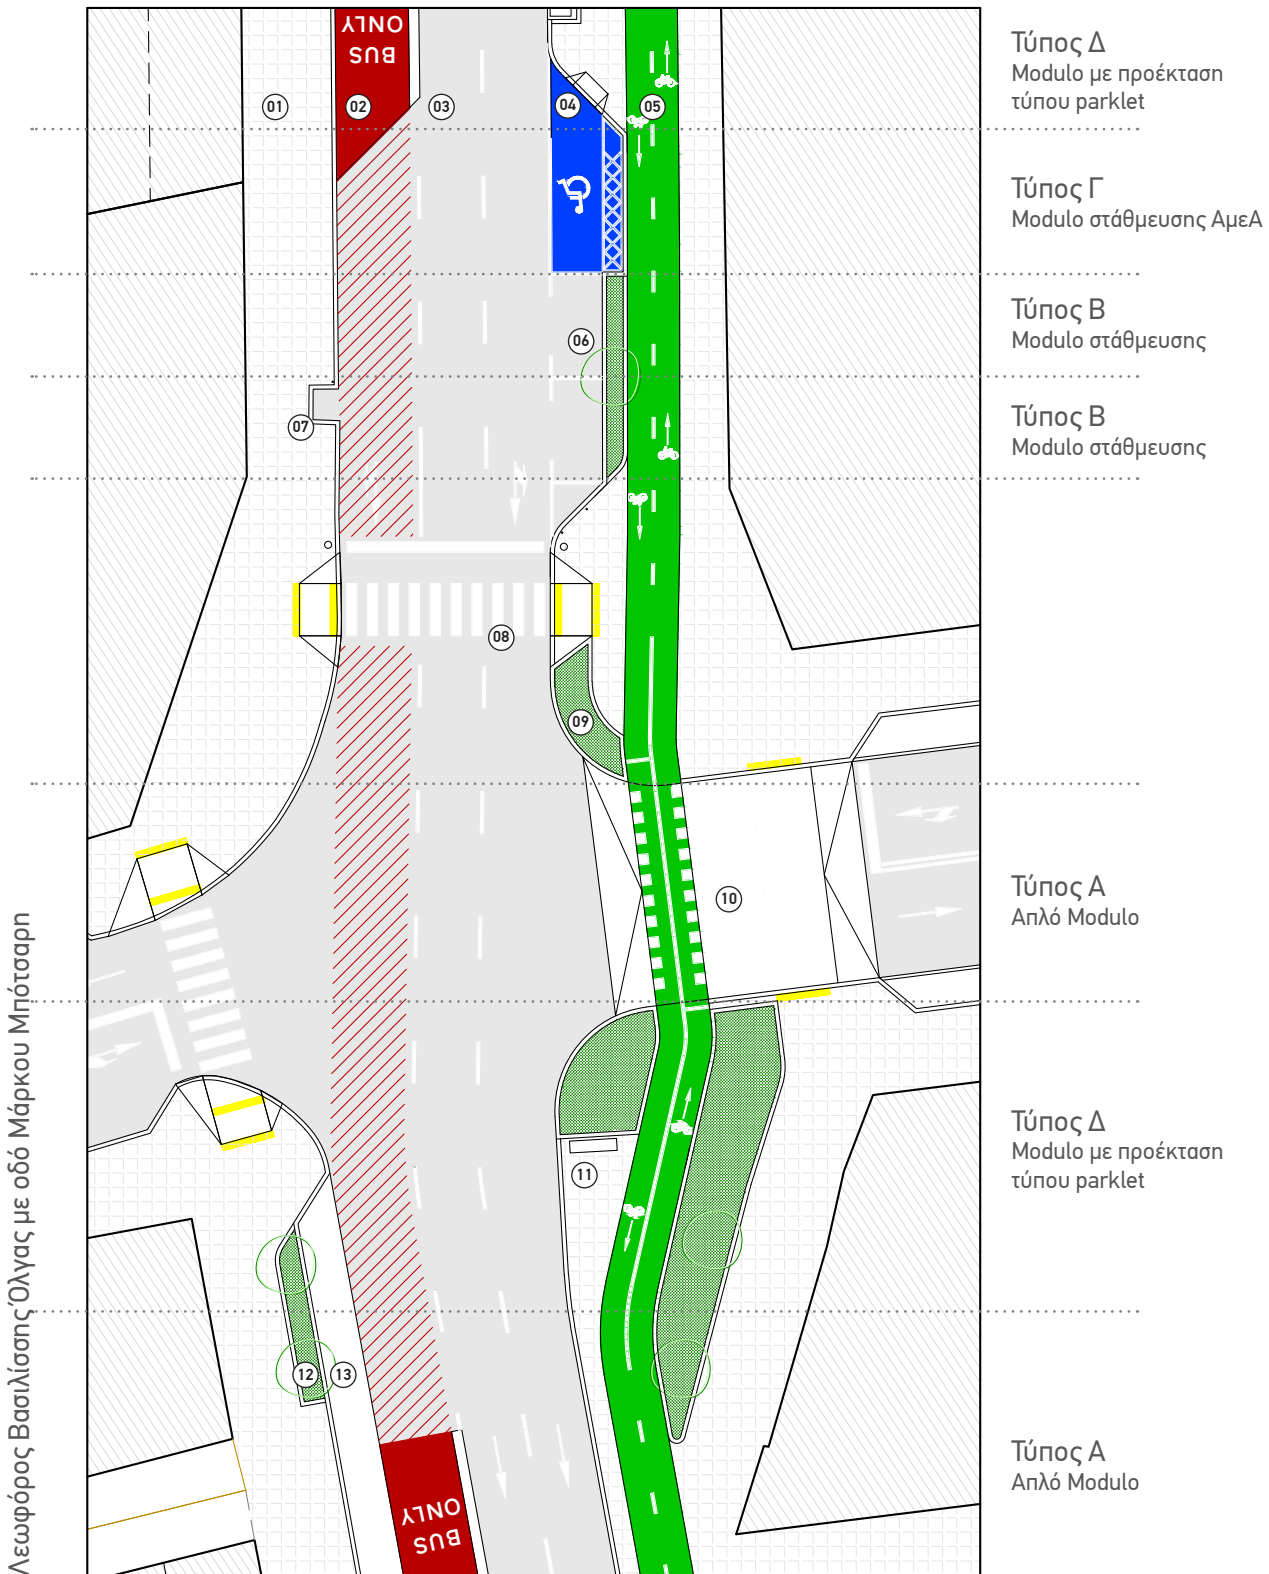 BUS
ONLY
01
02
03
04
05
Τύπος Δ
Modulo με προέκταση
τύπου parklet
Τύπος Γ
Modulo στάθμευσης ΑμεΑ
06
Τύπος Β
Modulo στάθμευσης
07
Τύπος Β
Modulo στάθμευσης
08
09
10
Τύπος Α
Απλό Modulo
11
Τύπος Δ
Modulo με προέκταση
τύπου parklet
12
13
BUS
ONLY
Τύπος Α
Απλό Modulo
Λεωφόρος Βασιλίσσης Όλγας με οδό Μάρκου Μπότσαρη